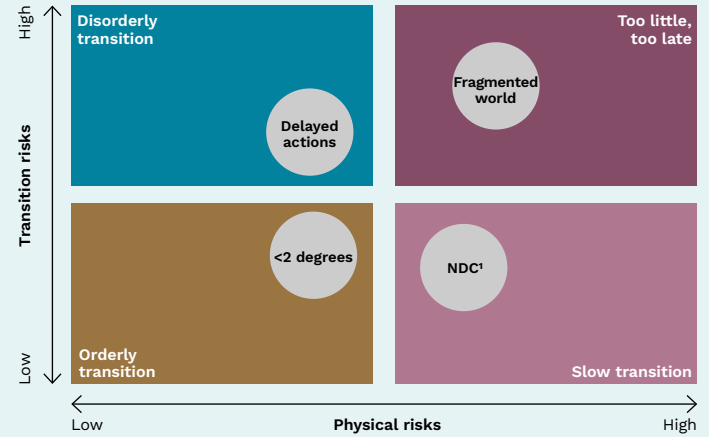 High
Transition risks
Low
Disorderly
transition
Delayed
actions
Too little,
too late
Fragmented
world
<2 degrees
Orderly
transition
NDC¹
Slow transition
Low
Physical risks
High